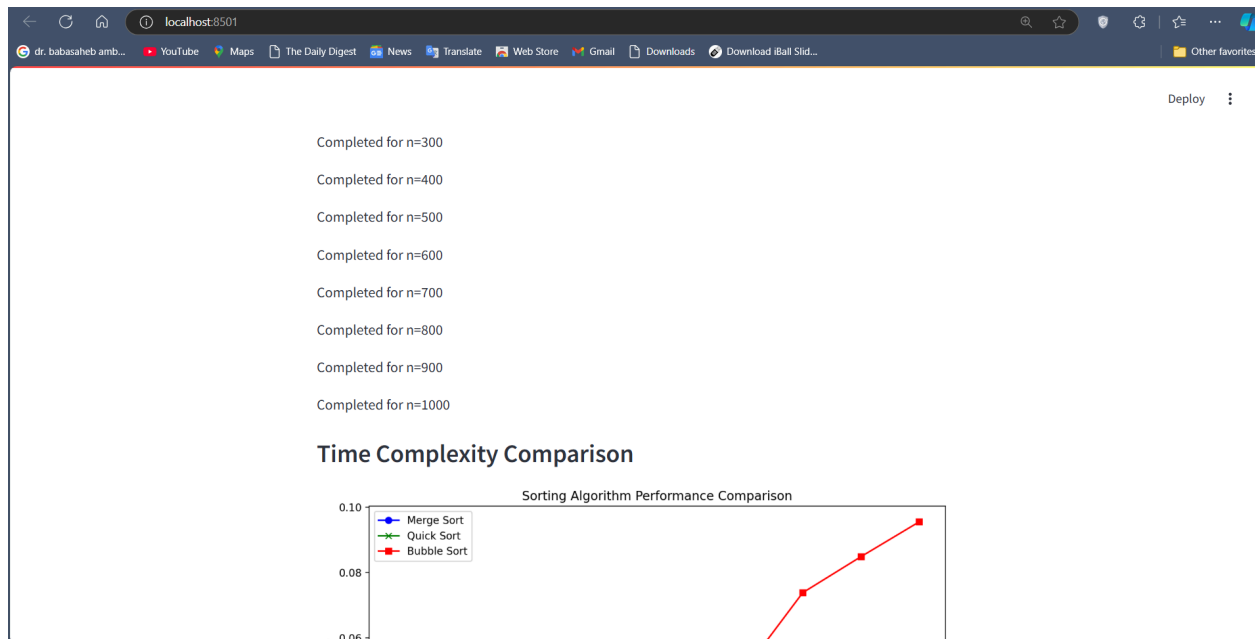 localhost:8501
dr. babasaheb amb... YouTube Maps The Daily Digest News Translate Web Store Gmail Downloads Download iBall Slid... Other favorites
Deploy
Completed for n=300
Completed for n=400
Completed for n=500
Completed for n=600
Completed for n=700
Completed for n=800
Completed for n=900
Completed for n=1000
Time Complexity Comparison
Sorting Algorithm Performance Comparison
0.10
Merge Sort
Quick Sort
Bubble Sort
0.08
0.06